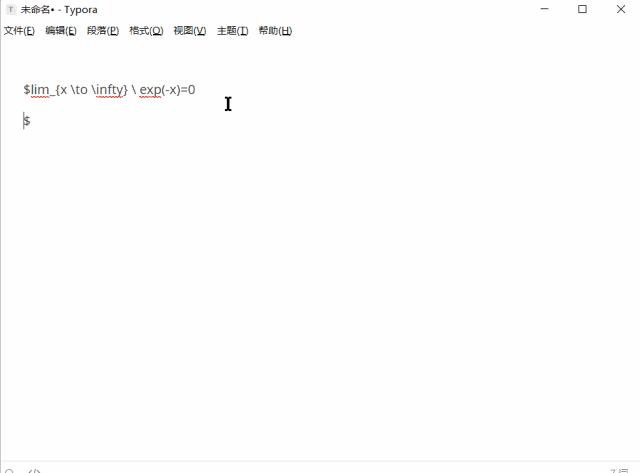 T 未命名• - Typora
文件(F) 编辑(E) 段落(P) 格式(O) 视图(V) 主题(T) 帮助(H)
$lim_{x \to \infty} \ exp(-x)=0
$